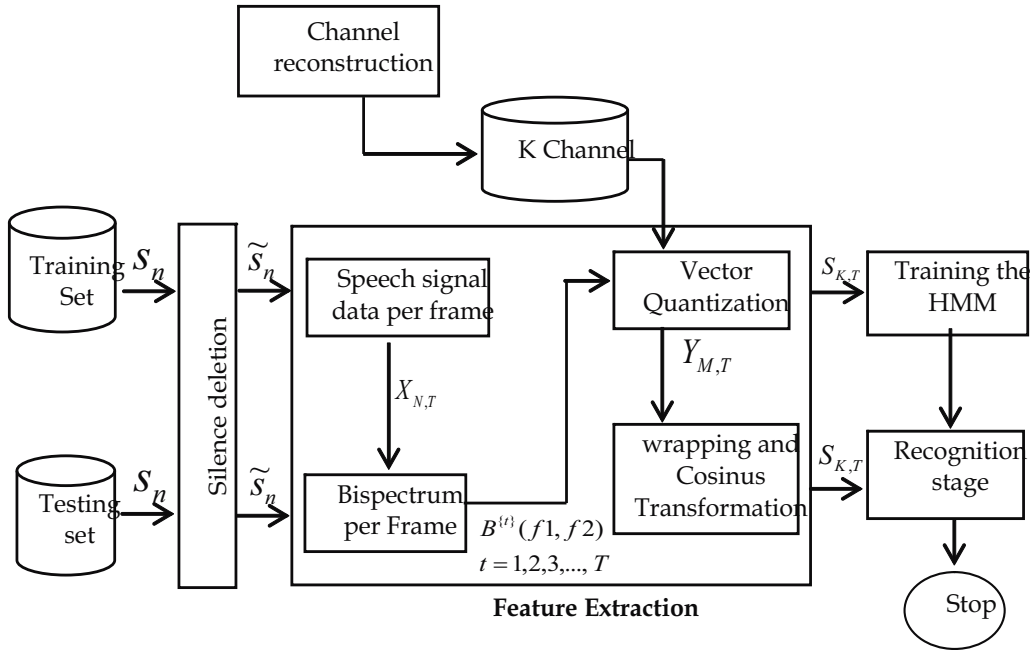 Channel
reconstruction
K Channel
Training
Set
s_n
s̃_n
Silence deletion
Speech signal
data per frame
X_{N,T}
Vector
Quantization
Y_{M,T}
S_{K,T}
Training the
HMM
Testing
set
s_n
s̃_n
Bispectrum
per Frame
B^{{t}}(f1, f2)
t = 1,2,3,..., T
wrapping and
Cosinus
Transformation
S_{K,T}
Recognition
stage
Stop
Feature Extraction